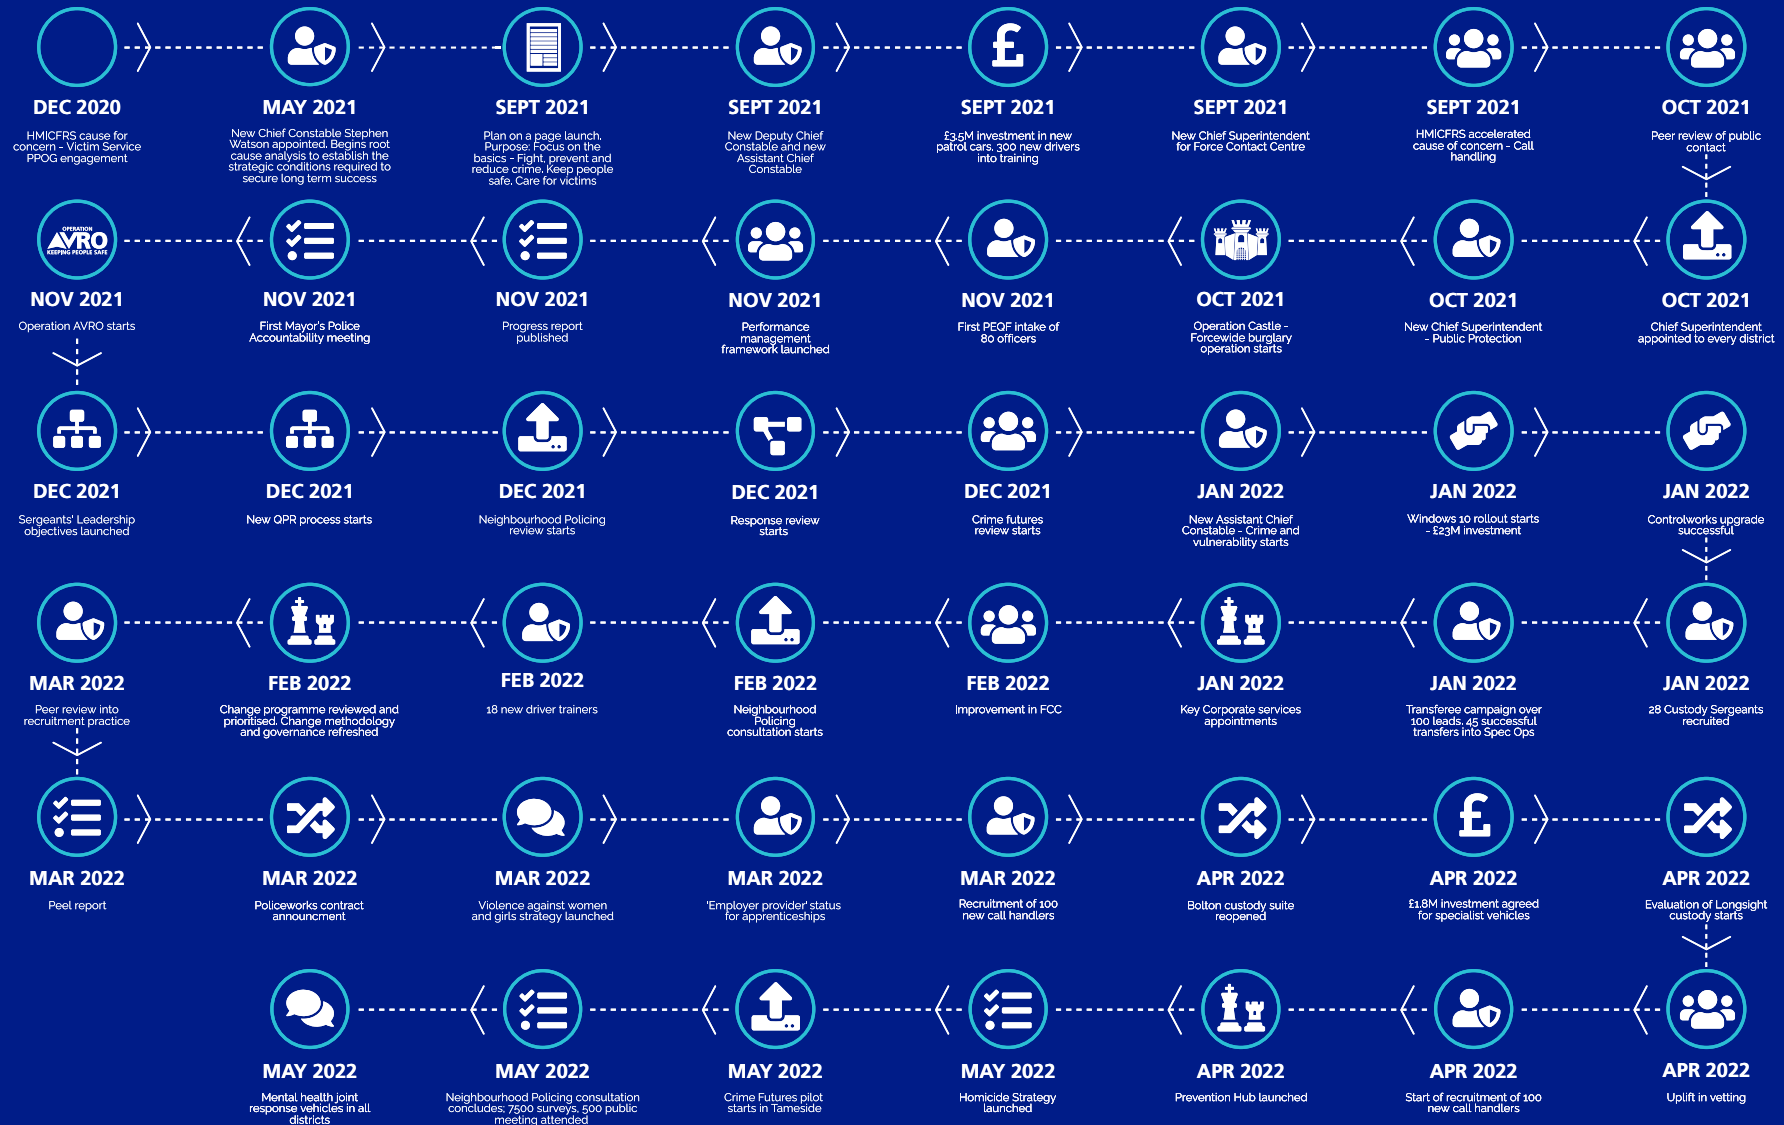 DEC 2020
HMICFRS cause for
concern - Victim Service
PPOG engagement
MAY 2021
New Chief Constable Stephen
Watson appointed. Begins root
cause analysis to establish the
strategic conditions required to
secure long term success
SEPT 2021
Plan on a page launch.
Purpose: Focus on the
basics - Fight, prevent and
reduce crime. Keep people
safe. Care for victims
SEPT 2021
New Deputy Chief
Constable and new
Assistant Chief
Constable
SEPT 2021
£3.5M investment in new
patrol cars. 300 new drivers
into training
SEPT 2021
New Chief Superintendent
for Force Contact Centre
SEPT 2021
HMICFRS accelerated
cause of concern - Call
handling
OCT 2021
Peer review of public
contact
OCT 2021
Chief Superintendent
appointed to every district
OCT 2021
New Chief Superintendent
- Public Protection
OCT 2021
Operation Castle -
Forcewide burglary
operation starts
NOV 2021
First PEQF intake of
80 officers
NOV 2021
Performance
management
framework launched
NOV 2021
Progress report
published
NOV 2021
First Mayor's Police
Accountability meeting
OPERATION
AVRO
KEEPING PEOPLE SAFE
NOV 2021
Operation AVRO starts
DEC 2021
Sergeants' Leadership
objectives launched
DEC 2021
New QPR process starts
DEC 2021
Neighbourhood Policing
review starts
DEC 2021
Response review
starts
DEC 2021
Crime futures
review starts
JAN 2022
New Assistant Chief
Constable - Crime and
vulnerability starts
JAN 2022
Windows 10 rollout starts
- £23M investment
JAN 2022
Controlworks upgrade
successful
JAN 2022
28 Custody Sergeants
recruited
JAN 2022
Transferee campaign over
100 leads. 45 successful
transfers into Spec Ops
JAN 2022
Key Corporate services
appointments
FEB 2022
Improvement in FCC
FEB 2022
Neighbourhood
Policing
consultation starts
FEB 2022
18 new driver trainers
FEB 2022
Change programme reviewed and
prioritised. Change methodology
and governance refreshed
MAR 2022
Peer review into
recruitment practice
MAR 2022
Peel report
MAR 2022
Policeworks contract
announcment
MAR 2022
Violence against women
and girls strategy launched
MAR 2022
'Employer provider' status
for apprenticeships
MAR 2022
Recruitment of 100
new call handlers
APR 2022
Bolton custody suite
reopened
APR 2022
£1.8M investment agreed
for specialist vehicles
APR 2022
Evaluation of Longsight
custody starts
APR 2022
Uplift in vetting
APR 2022
Start of recruitment of 100
new call handlers
APR 2022
Prevention Hub launched
MAY 2022
Homicide Strategy
launched
MAY 2022
Crime Futures pilot
starts in Tameside
MAY 2022
Neighbourhood Policing consultation
concludes; 7500 surveys, 500 public
meeting attended
MAY 2022
Mental health joint
response vehicles in all
districts